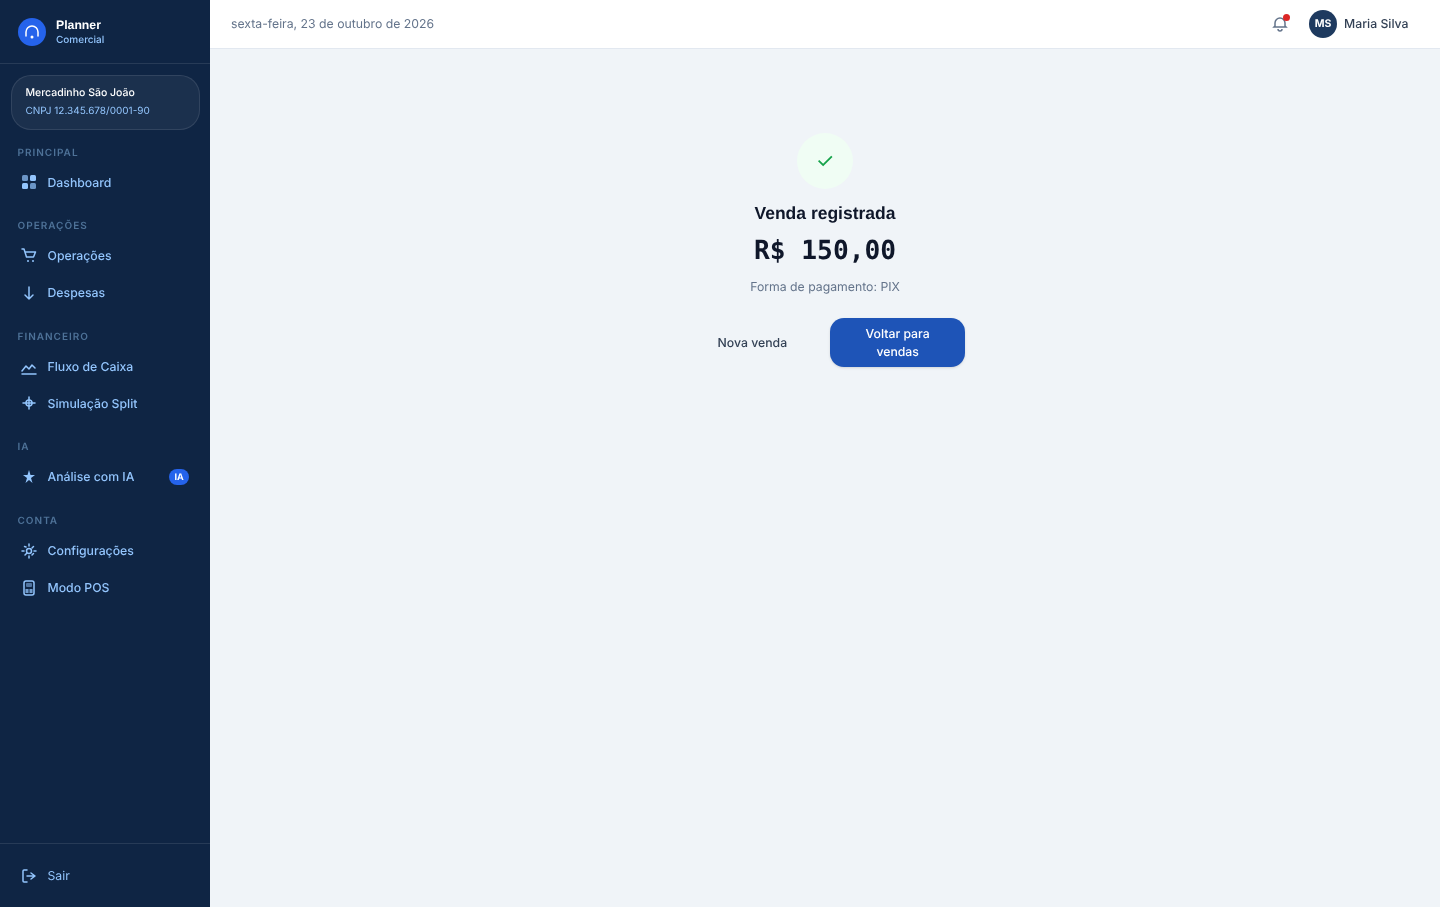 Planner
Comercial
Mercadinho São João
CNPJ 12.345.678/0001-90
PRINCIPAL
Dashboard
OPERAÇÕES
Operações
Despesas
FINANCEIRO
Fluxo de Caixa
Simulação Split
IA
Análise com IA IA
CONTA
Configurações
Modo POS
Sair
sexta-feira, 23 de outubro de 2026
MS Maria Silva
Venda registrada
R$ 150,00
Forma de pagamento: PIX
Nova venda
Voltar para
vendas